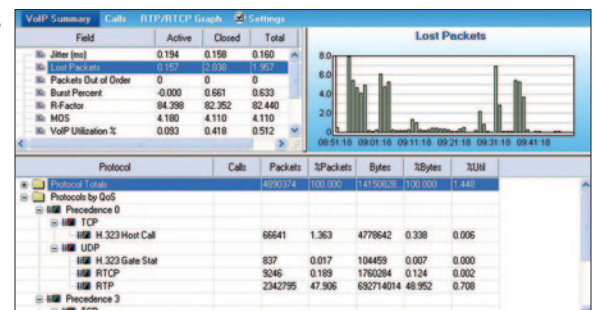 VoIP Summary Calls RTP/RTCP Graph Settings
Field Active Closed Total
Jitter (ms) 0.194 0.158 0.160
Lost Packets 0.157 2.038 1.957
Packets Out of Order 0 0 0
Burst Percent -0.000 0.661 0.633
R-Factor 84.398 82.352 82.440
MOS 4.180 4.110 4.110
VoIP Utilization % 0.093 0.418 0.512
Lost Packets
8.0
6.0
4.0
2.0
0
08:51:18 09:01:18 09:11:18 09:21:18 09:31:18 09:41:18
Protocol Calls Packets %Packets Bytes %Bytes %Util
Protocol Totals 4890374 100.000 14150828... 100.000 1.448
Protocols by QoS
Precedence 0
TCP
H.323 Host Call 66641 1.363 4778642 0.338 0.006
UDP
H.323 Gate Stat 837 0.017 104459 0.007 0.000
RTCP 9246 0.189 1760284 0.124 0.002
RTP 2342795 47.906 692714014 48.952 0.708
Precedence 3
TCP